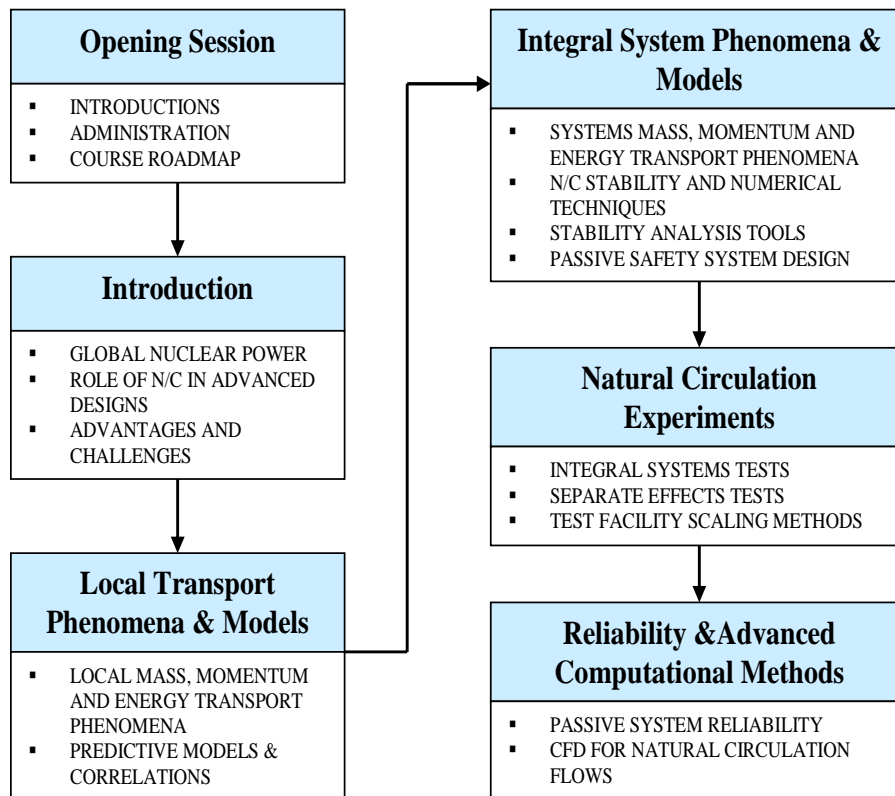 Opening Session
▪ INTRODUCTIONS
▪ ADMINISTRATION
▪ COURSE ROADMAP
Introduction
▪ GLOBAL NUCLEAR POWER
▪ ROLE OF N/C IN ADVANCED
DESIGNS
▪ ADVANTAGES AND
CHALLENGES
Local Transport
Phenomena & Models
▪ LOCAL MASS, MOMENTUM
AND ENERGY TRANSPORT
PHENOMENA
▪ PREDICTIVE MODELS &
CORRELATIONS
Integral System Phenomena &
Models
▪ SYSTEMS MASS, MOMENTUM AND
ENERGY TRANSPORT PHENOMENA
▪ N/C STABILITY AND NUMERICAL
TECHNIQUES
▪ STABILITY ANALYSIS TOOLS
▪ PASSIVE SAFETY SYSTEM DESIGN
Natural Circulation
Experiments
▪ INTEGRAL SYSTEMS TESTS
▪ SEPARATE EFFECTS TESTS
▪ TEST FACILITY SCALING METHODS
Reliability &Advanced
Computational Methods
▪ PASSIVE SYSTEM RELIABILITY
▪ CFD FOR NATURAL CIRCULATION
FLOWS